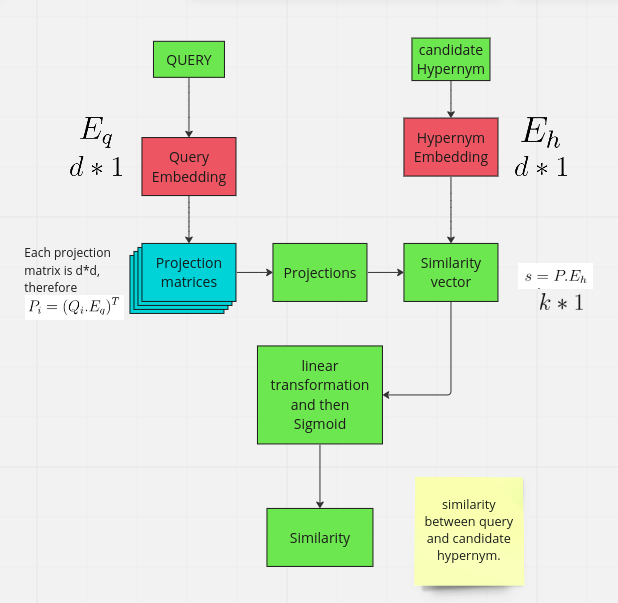 QUERY
candidate
Hypernym
E_q
d * 1
Query
Embedding
Hypernym
Embedding
E_h
d * 1
Each projection
matrix is d*d,
therefore
P_i = (Q_i.E_q)^T
Projection
matrices
Projections
Similarity
vector
s = P.E_h
k * 1
linear
transformation
and then
Sigmoid
Similarity
similarity
between query
and candidate
hypernym.